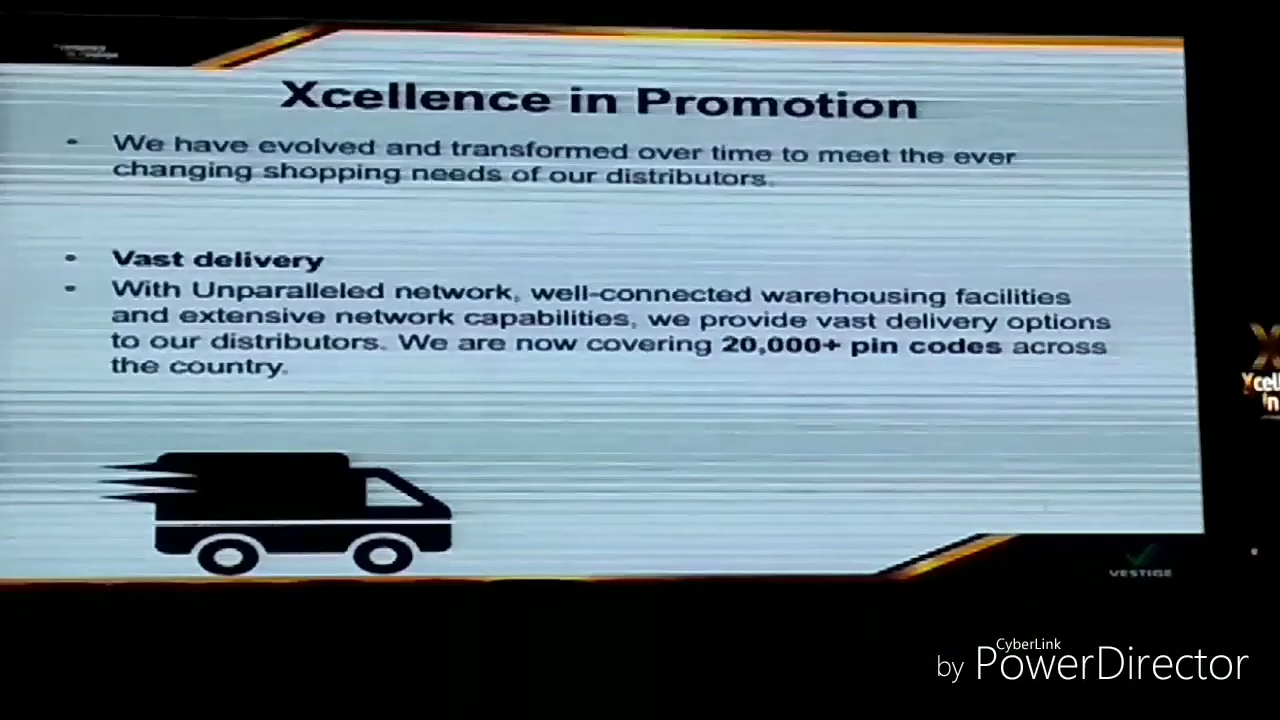 Xcellence in Promotion
• We have evolved and transformed over time to meet the ever
changing shopping needs of our distributors.
• Vast delivery
• With Unparalleled network, well-connected warehousing facilities
and extensive network capabilities, we provide vast delivery options
to our distributors. We are now covering 20,000+ pin codes across
the country.
VESTIGE
CyberLink
by PowerDirector